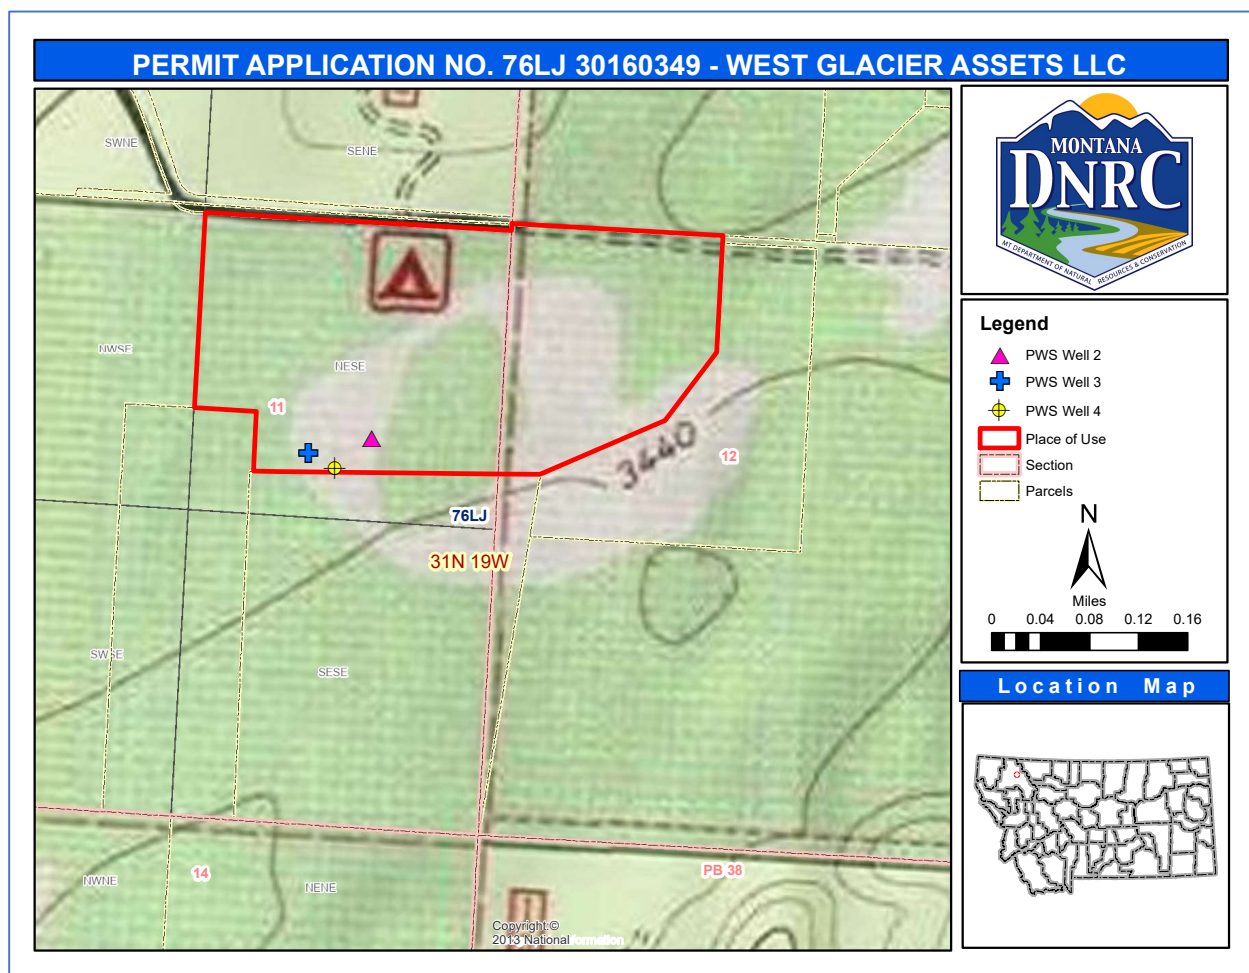 PERMIT APPLICATION NO. 76LJ 30160349 - WEST GLACIER ASSETS LLC
SWNE
SENE
NWSE
NESE
11
12
3440
76LJ
31N 19W
SWSE
SESE
14
PB 38
NWNE
NENE
Copyright:©
2013 National
formation
MONTANA
DNRC
MT DEPARTMENT OF NATURAL RESOURCES & CONSERVATION
Legend
PWS Well 2
PWS Well 3
PWS Well 4
Place of Use
Section
Parcels
N
Miles
0 0.04 0.08 0.12 0.16
Location Map